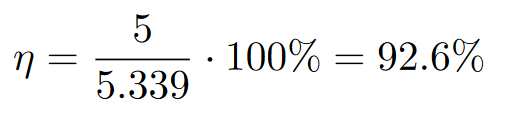 η = 5 / 5.339 · 100% = 92.6%